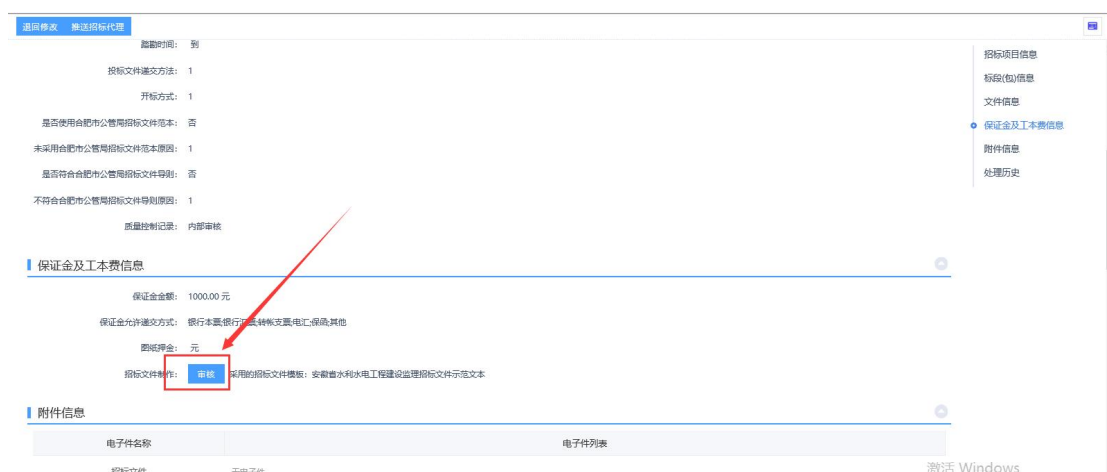 退回修改 推送招标代理
踏勘时间: 到
投标文件递交方法: 1
开标方式: 1
是否使用合肥市公管局招标文件范本: 否
未采用合肥市公管局招标文件范本原因: 1
是否符合合肥市公管局招标文件导则: 否
不符合合肥市公管局招标文件导则原因: 1
质量控制记录: 内部审核
招标项目信息
标段(包)信息
文件信息
保证金及工本费信息
附件信息
处理历史
保证金及工本费信息
保证金金额: 1000.00 元
保证金允许递交方式: 银行本票;银行汇票;转帐支票;电汇;保函;其他
图纸押金: 元
招标文件制作: 审核 采用的招标文件模板：安徽省水利水电工程建设监理招标文件示范文本
附件信息
电子件名称 电子件列表
招标文件 无电子件
激活 Windows